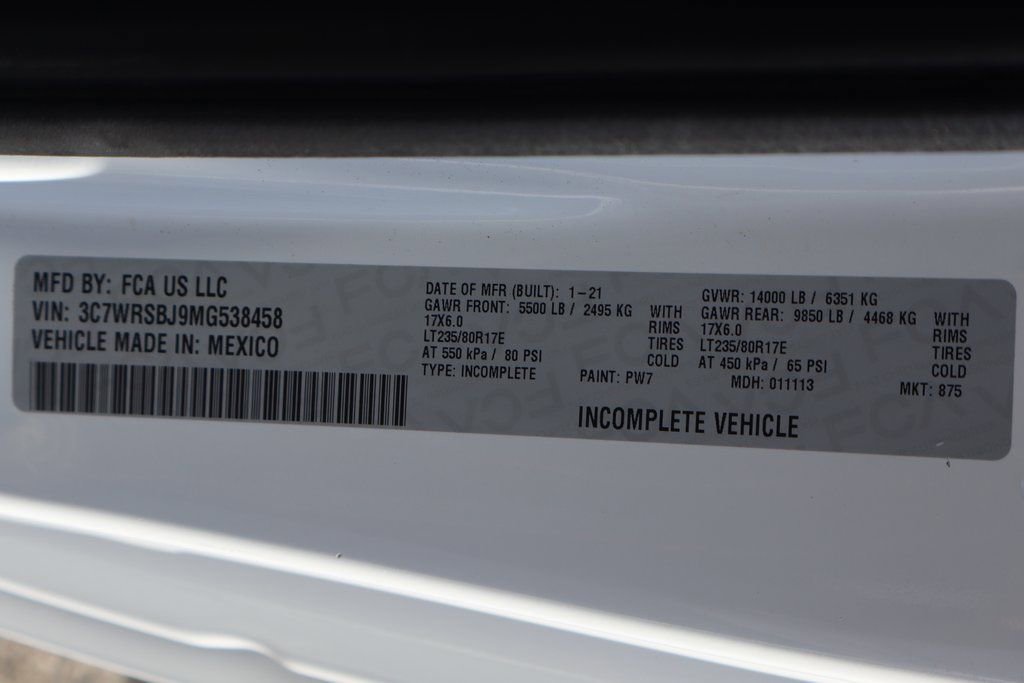 MFD BY: FCA US LLC
VIN: 3C7WRSBJ9MG538458
VEHICLE MADE IN: MEXICO
DATE OF MFR (BUILT): 1-21
GAWR FRONT: 5500 LB / 2495 KG WITH
17X6.0 RIMS
LT235/80R17E TIRES
AT 550 kPa / 80 PSI COLD
TYPE: INCOMPLETE
GVWR: 14000 LB / 6351 KG
GAWR REAR: 9850 LB / 4468 KG WITH
17X6.0 RIMS
LT235/80R17E TIRES
AT 450 kPa / 65 PSI COLD
PAINT: PW7 MDH: 011113 MKT: 875
INCOMPLETE VEHICLE